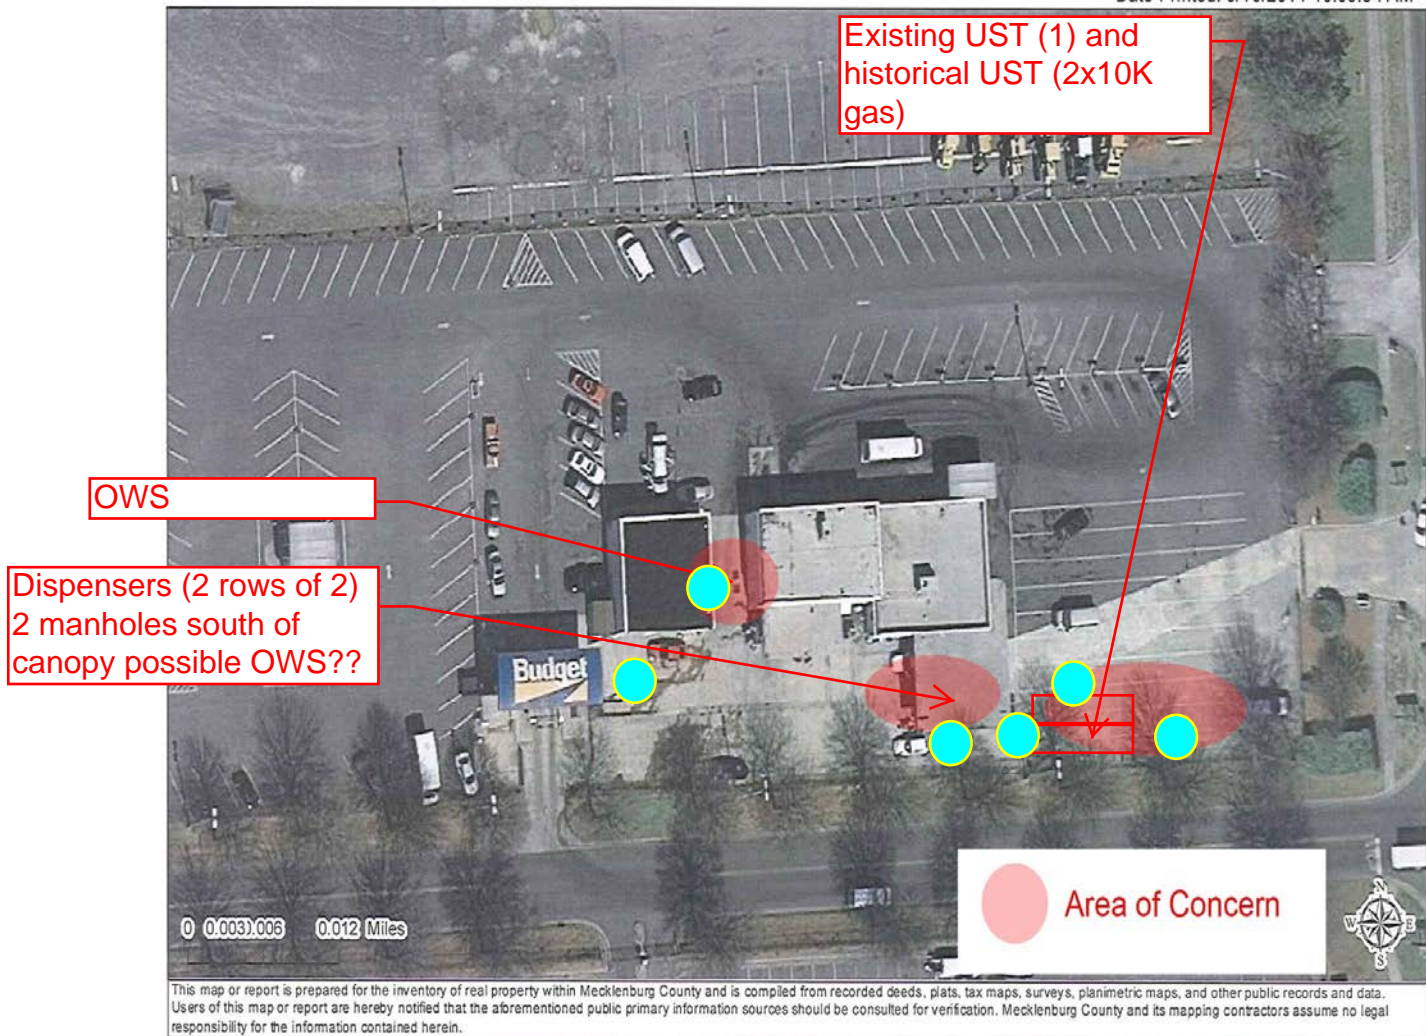 Existing UST (1) and
historical UST (2x10K
gas)
OWS
Dispensers (2 rows of 2)
2 manholes south of
canopy possible OWS??
Budget
Area of Concern
N
W E
S
0 0.003 0.006 0.012 Miles
This map or report is prepared for the inventory of real property within Mecklenburg County and is compiled from recorded deeds, plats, tax maps, surveys, planimetric maps, and other public records and data.
Users of this map or report are hereby notified that the aforementioned public primary information sources should be consulted for verification. Mecklenburg County and its mapping contractors assume no legal
responsibility for the information contained herein.